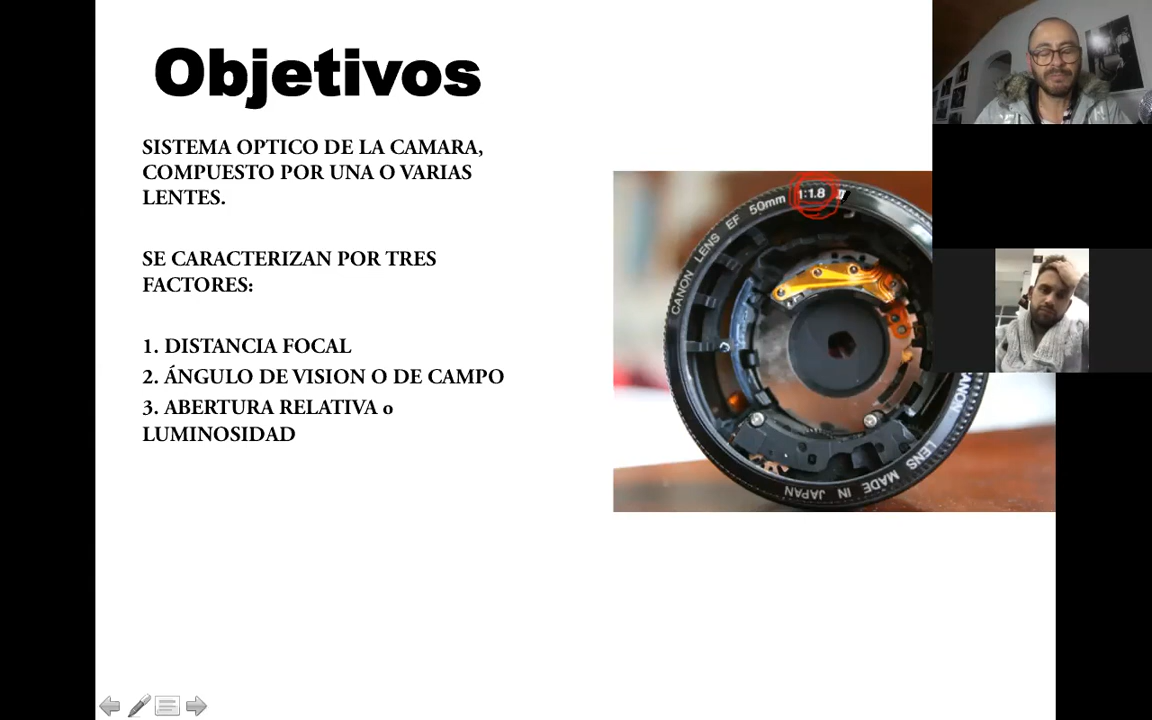 Objetivos
SISTEMA OPTICO DE LA CAMARA,
COMPUESTO POR UNA O VARIAS
LENTES.
SE CARACTERIZAN POR TRES
FACTORES:
1. DISTANCIA FOCAL
2. ÁNGULO DE VISION O DE CAMPO
3. ABERTURA RELATIVA o
LUMINOSIDAD
CANON LENS EF 50mm 1:1.8 II
CANON LENS MADE IN JAPAN